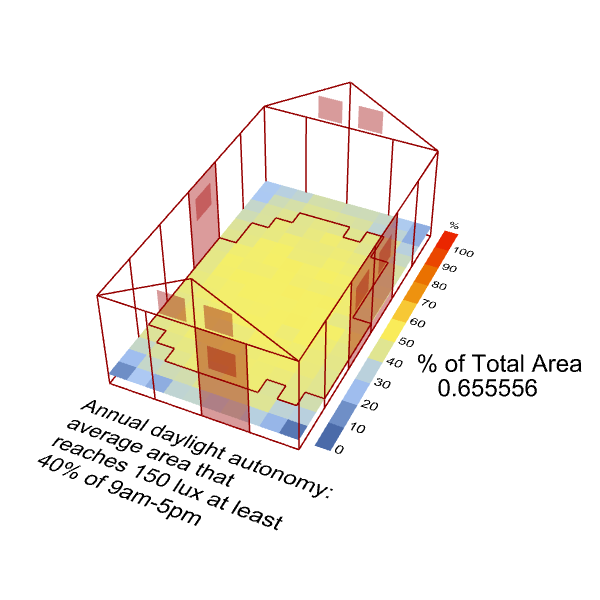 %
100
90
80
70
60
50
40
30
20
10
0
% of Total Area
0.655556
Annual daylight autonomy:
average area that
reaches 150 lux at least
40% of 9am-5pm